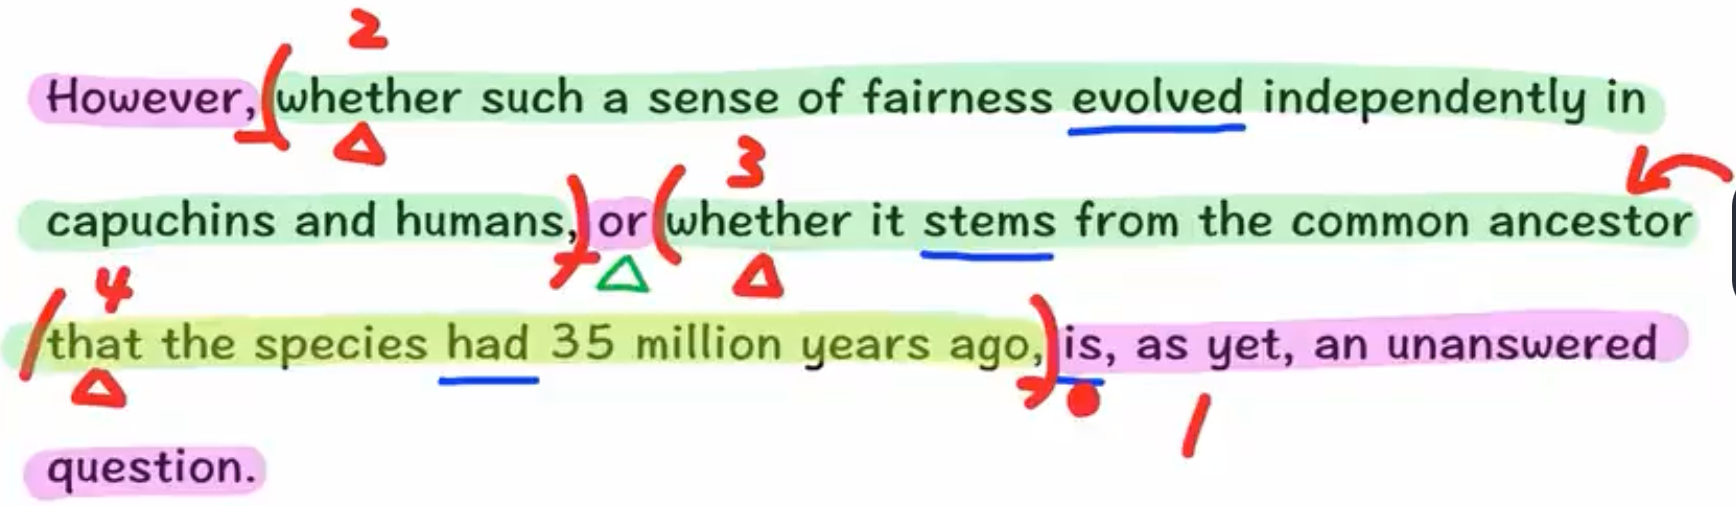 2
However, whether such a sense of fairness evolved independently in
3
capuchins and humans, or whether it stems from the common ancestor
4
that the species had 35 million years ago, is, as yet, an unanswered
1
question.